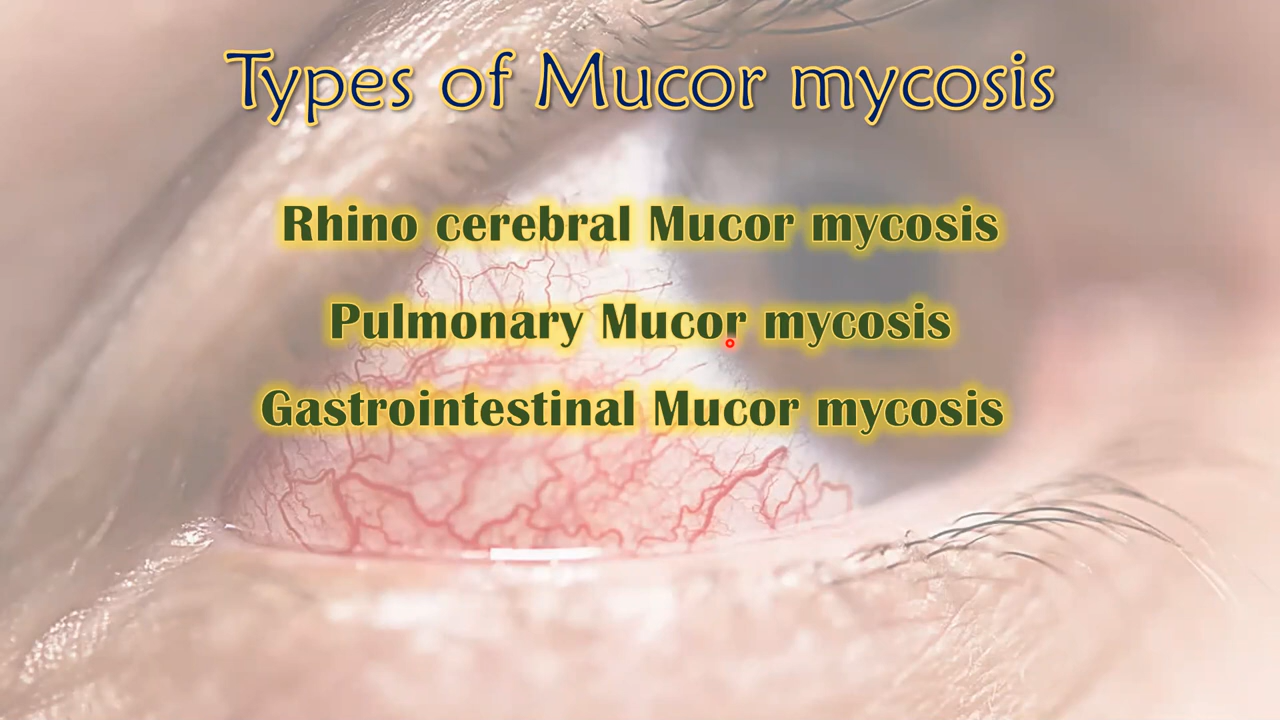 Types of Mucor mycosis
Rhino cerebral Mucor mycosis
Pulmonary Mucor mycosis
Gastrointestinal Mucor mycosis